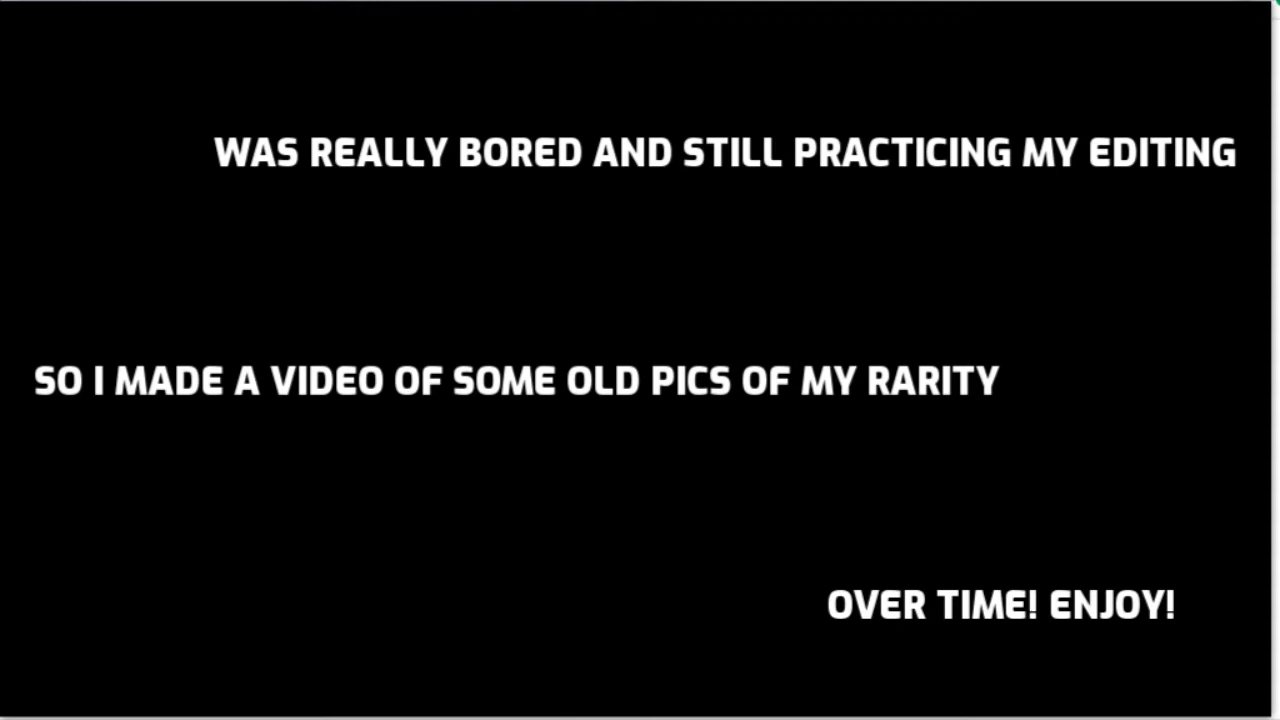 WAS REALLY BORED AND STILL PRACTICING MY EDITING
SO I MADE A VIDEO OF SOME OLD PICS OF MY RARITY
OVER TIME! ENJOY!